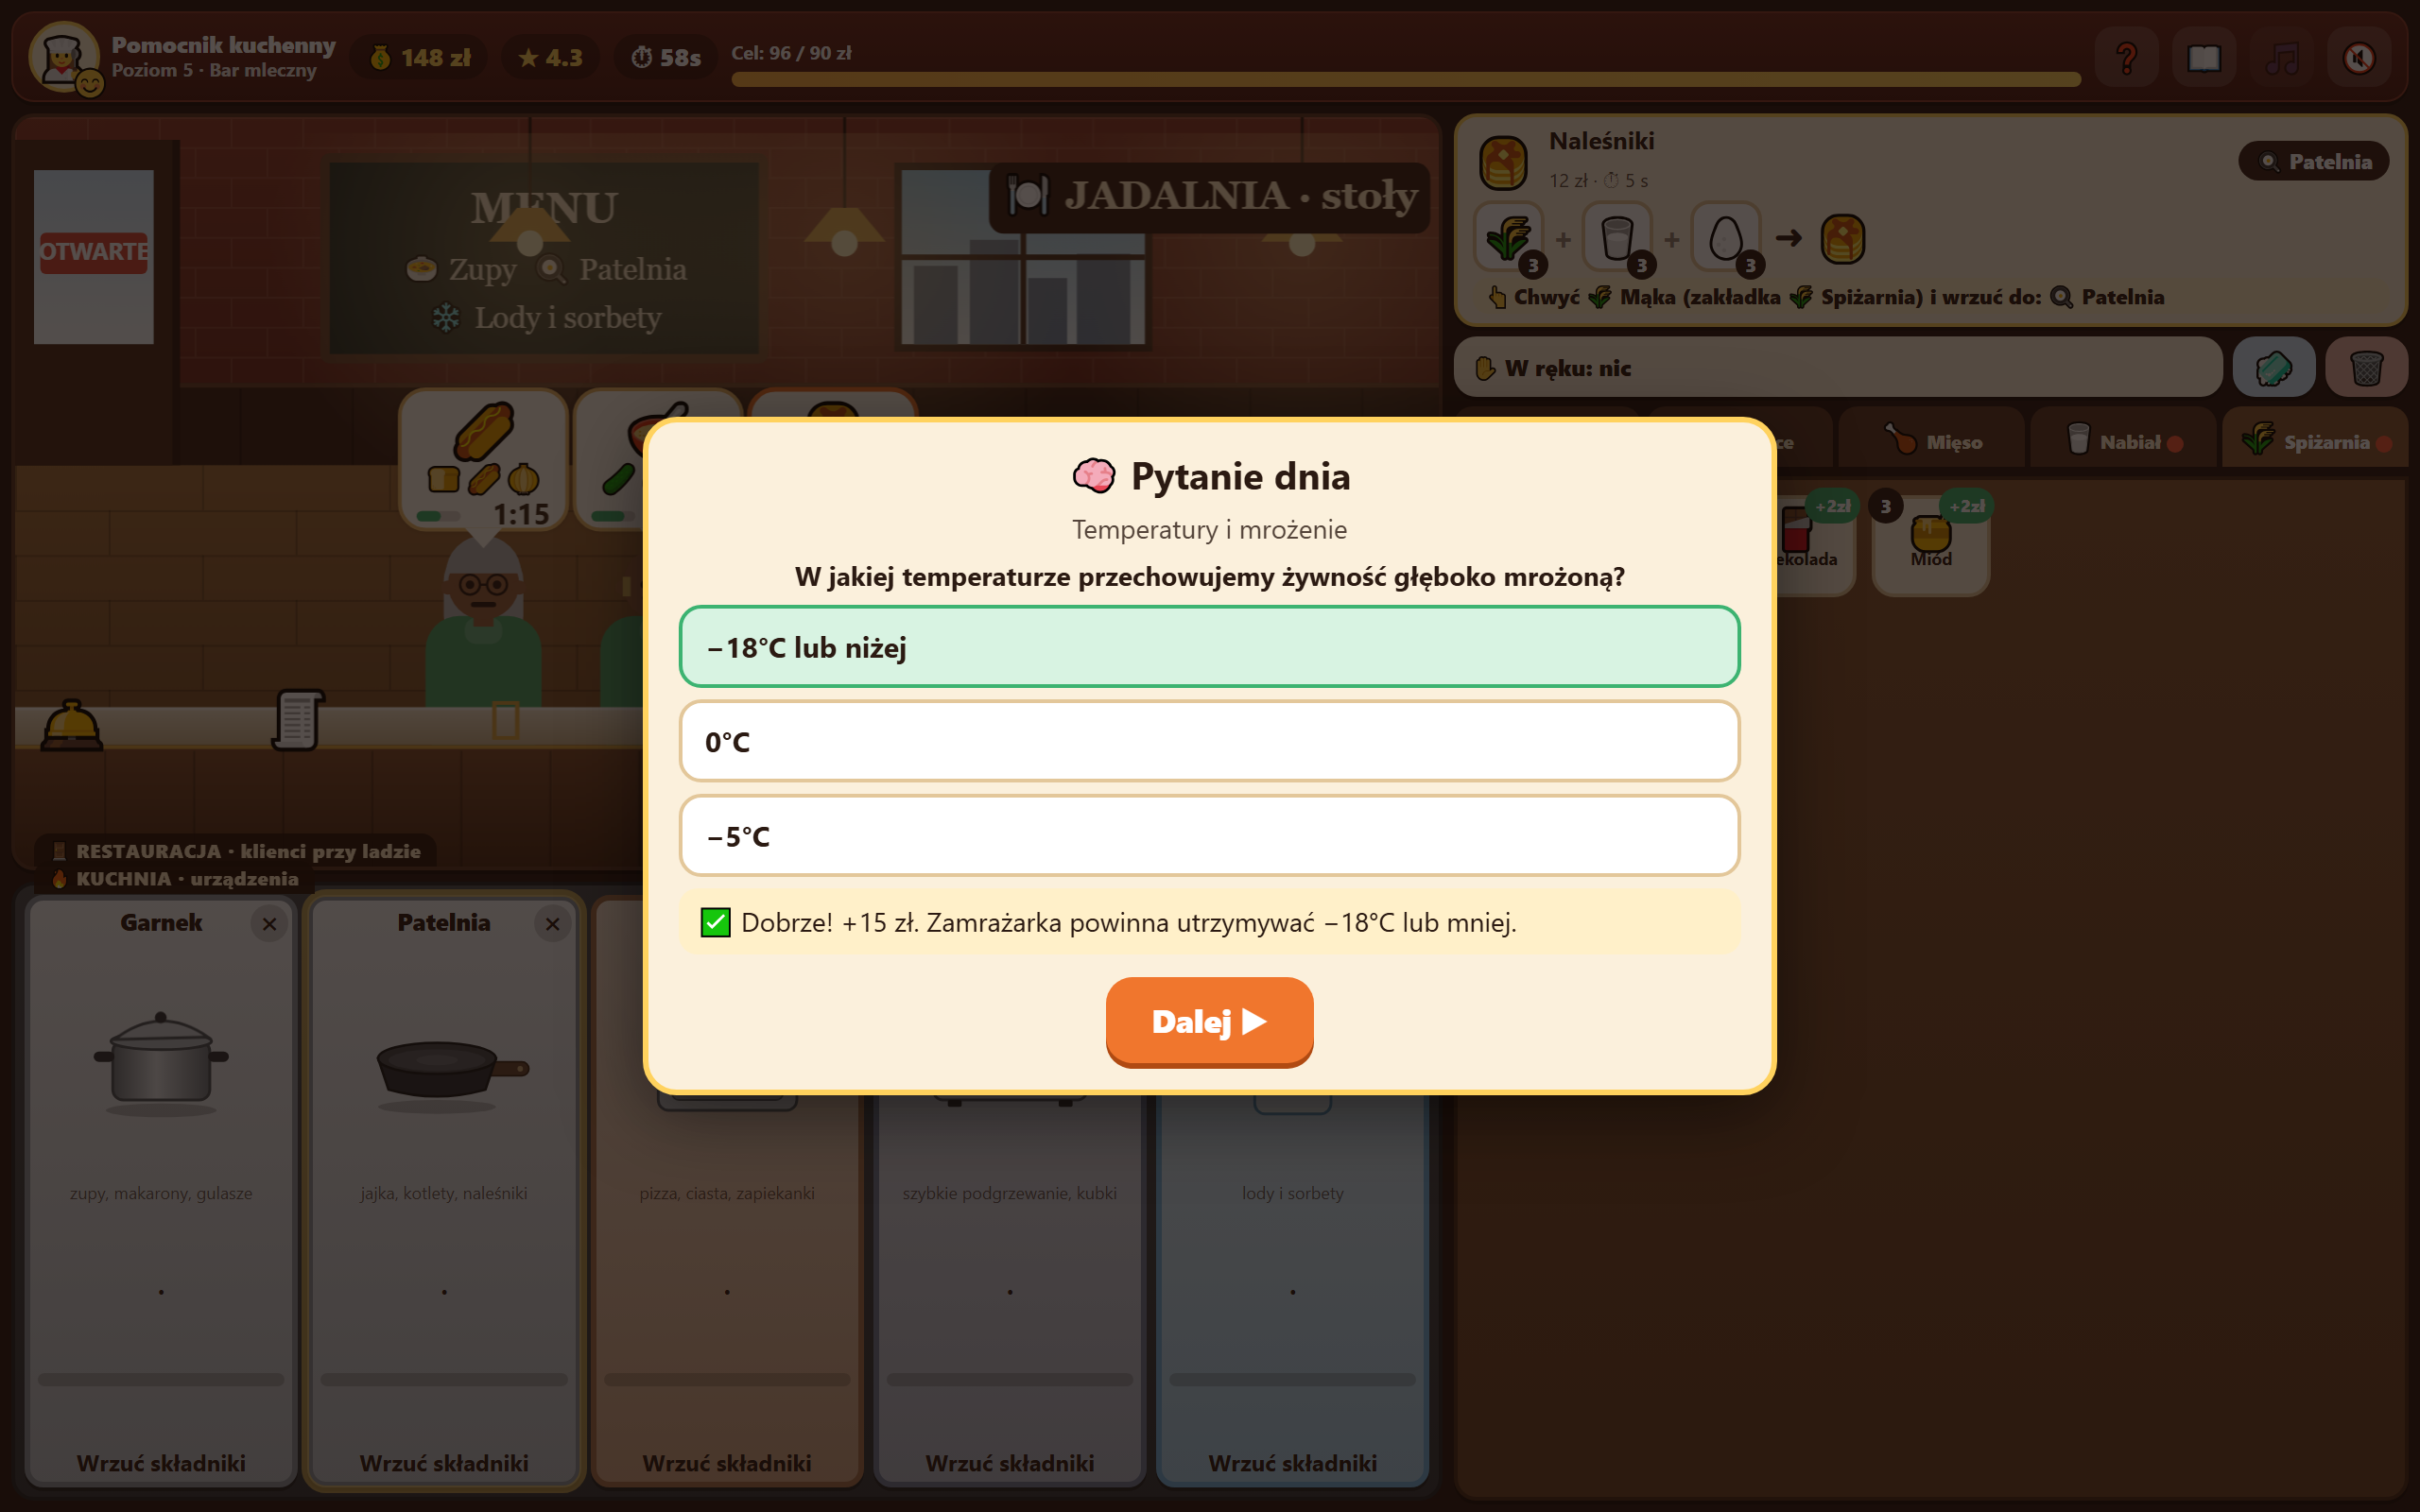 Pomocnik kuchenny
Poziom 5 · Bar mleczny
148 zł
★ 4.3
58s
Cel: 96 / 90 zł
OTWARTE
MENU
Zupy Patelnia
Lody i sorbety
JADALNIA · stoły
1:15
RESTAURACJA · klienci przy ladzie
KUCHNIA · urządzenia
Naleśniki
12 zł · 5 s
Patelnia
3 + 3 + 3 →
Chwyć Mąka (zakładka Spiżarnia) i wrzuć do: Patelnia
W ręku: nic
Mięso
Nabiał
Spiżarnia
+2zł
3
+2zł
Miód
Pytanie dnia
Temperatury i mrożenie
W jakiej temperaturze przechowujemy żywność głęboko mrożoną?
−18°C lub niżej
0°C
−5°C
Dobrze! +15 zł. Zamrażarka powinna utrzymywać −18°C lub mniej.
Dalej ▶
Garnek ✕
Patelnia ✕
zupy, makarony, gulasze
jajka, kotlety, naleśniki
pizza, ciasta, zapiekanki
szybkie podgrzewanie, kubki
lody i sorbety
Wrzuć składniki
Wrzuć składniki
Wrzuć składniki
Wrzuć składniki
Wrzuć składniki